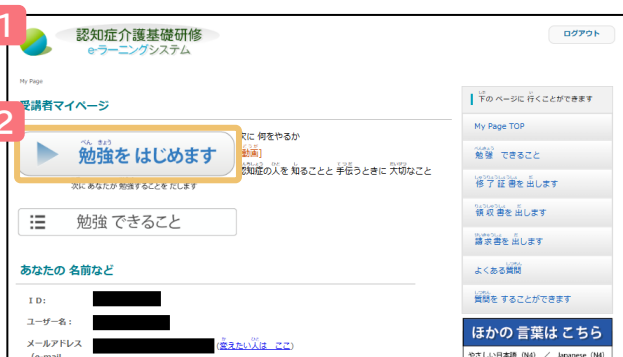 1
認知症介護基礎研修
eラーニングシステム
ログアウト
My Page
受講者マイページ
2
次に 何をやるか
べんきょう
勉強を はじめます
[動画]
認知症の人を 知ることと 手伝うときに 大切なこと
次に あなたが 勉強することを だします
勉強 できること
あなたの 名前など
ID:
ユーザー名:
メールアドレス
(変えたい人は ここ)
(e-mail
下の ページに 行くことができます
My Page TOP
勉強 できること
修了証書を 出します
領収書を 出します
請求書を 出します
よくある質問
質問を することができます
ほかの 言葉は こちら
やさしい日本語 (N4) / Japanese (N4)